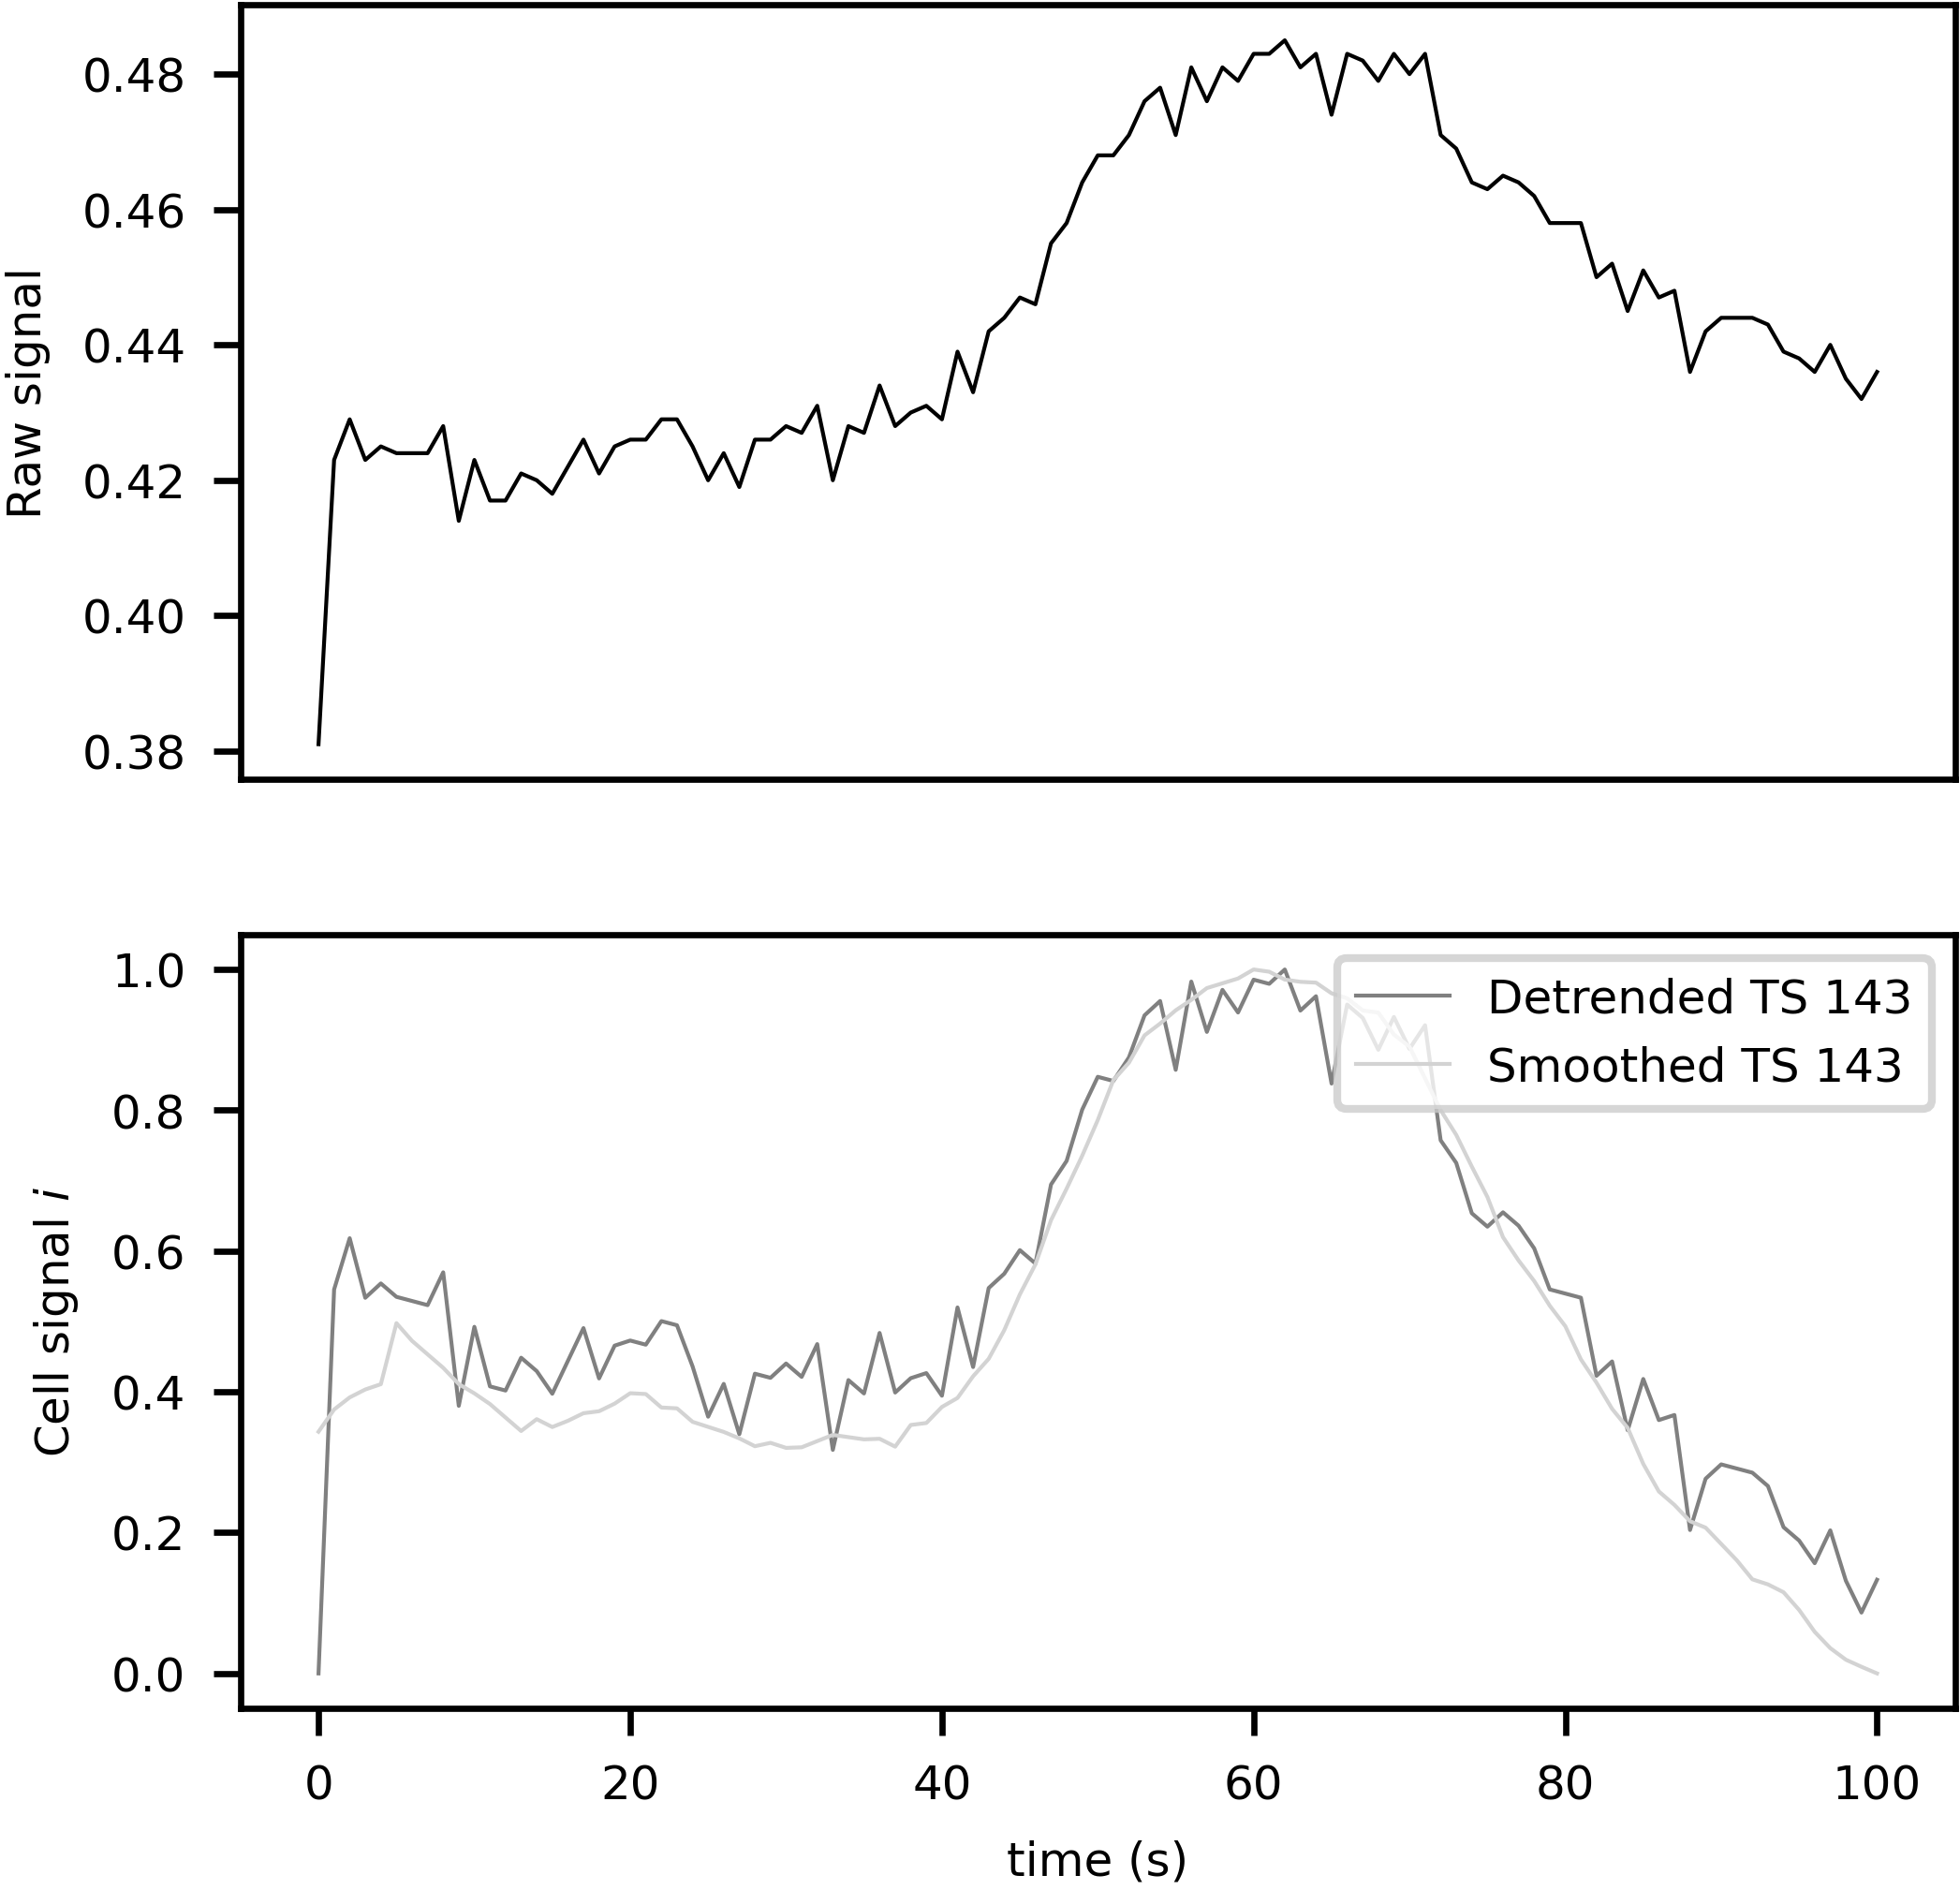 Raw signal
0.48
0.46
0.44
0.42
0.40
0.38
Cell signal i
1.0
0.8
0.6
0.4
0.2
0.0
Detrended TS 143
Smoothed TS 143
0 20 40 60 80 100
time (s)